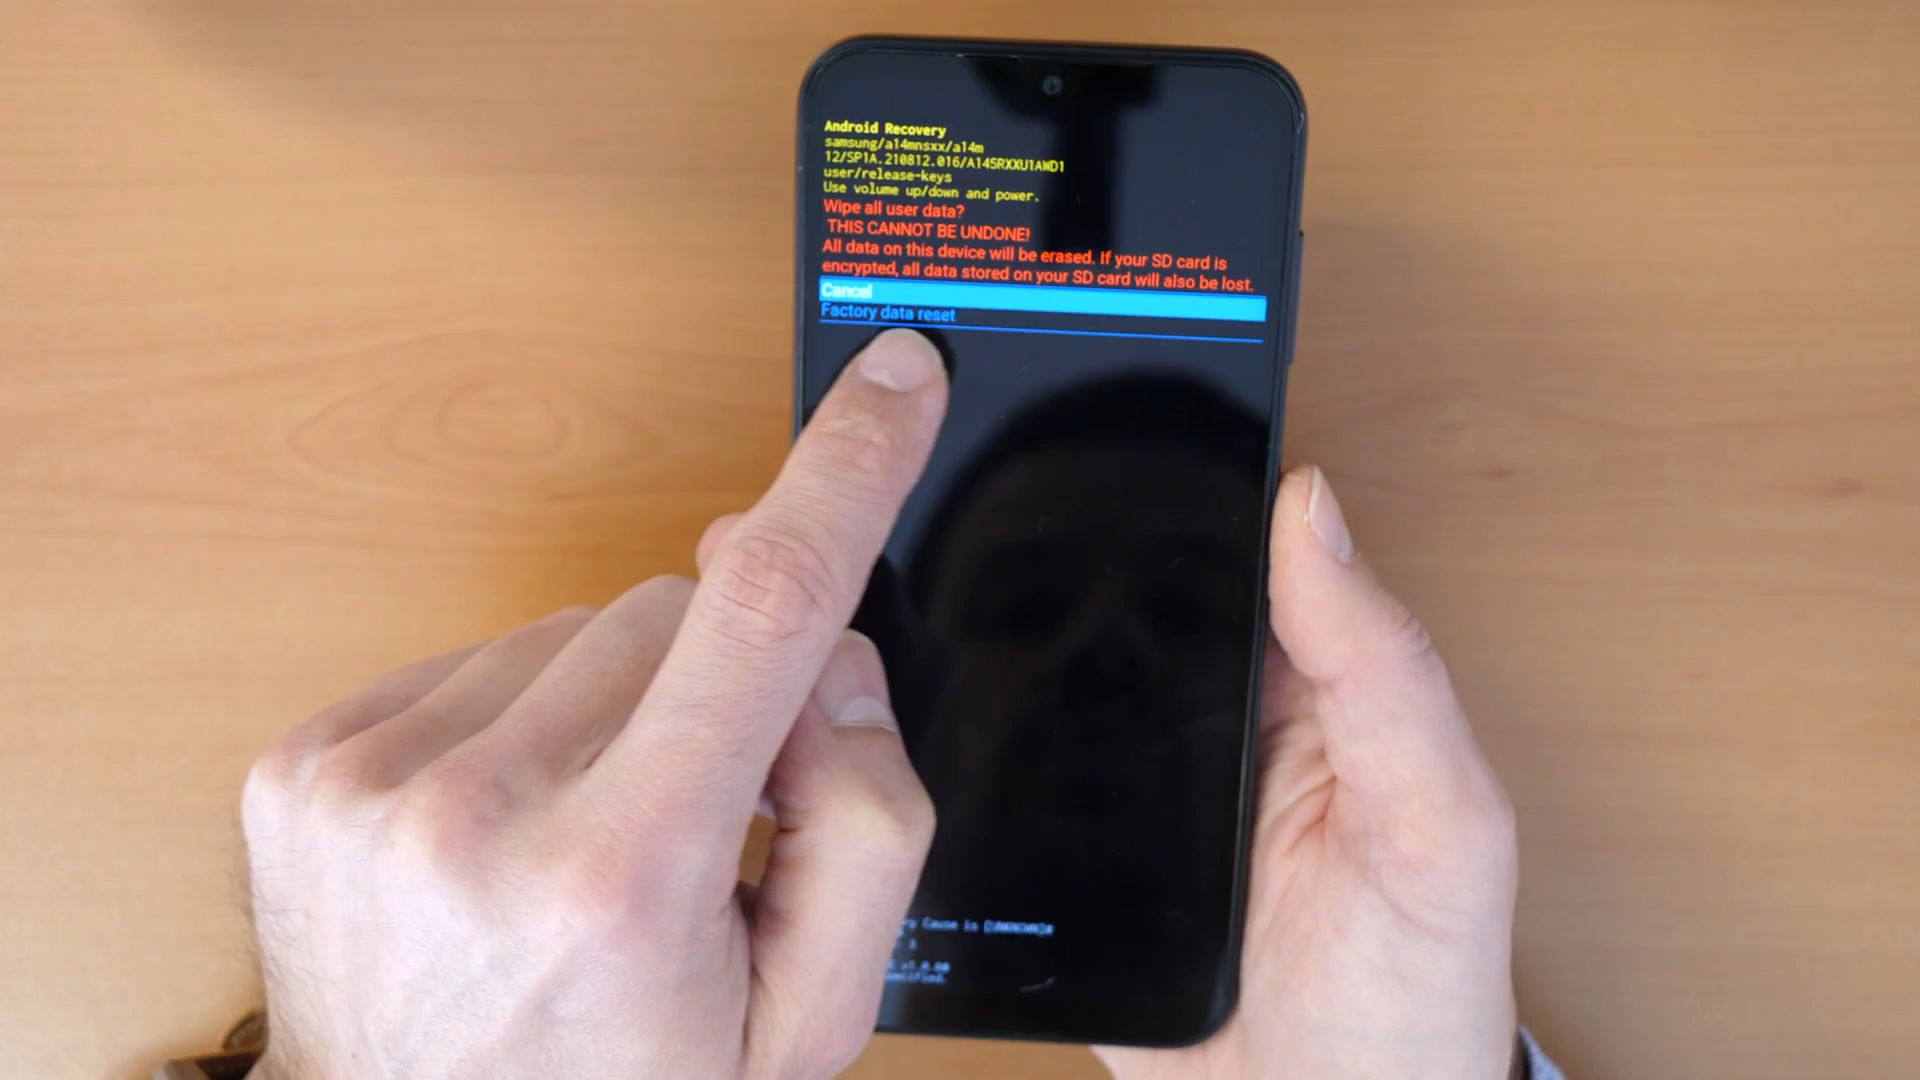 Android Recovery
samsung/a14mnsxx/a14m
12/SP1A.210812.016/A145RXXU1AWD1
user/release-keys
Use volume up/down and power.
Wipe all user data?
THIS CANNOT BE UNDONE!
All data on this device will be erased. If your SD card is
encrypted, all data stored on your SD card will also be lost.
Cancel
Factory data reset
Cause is